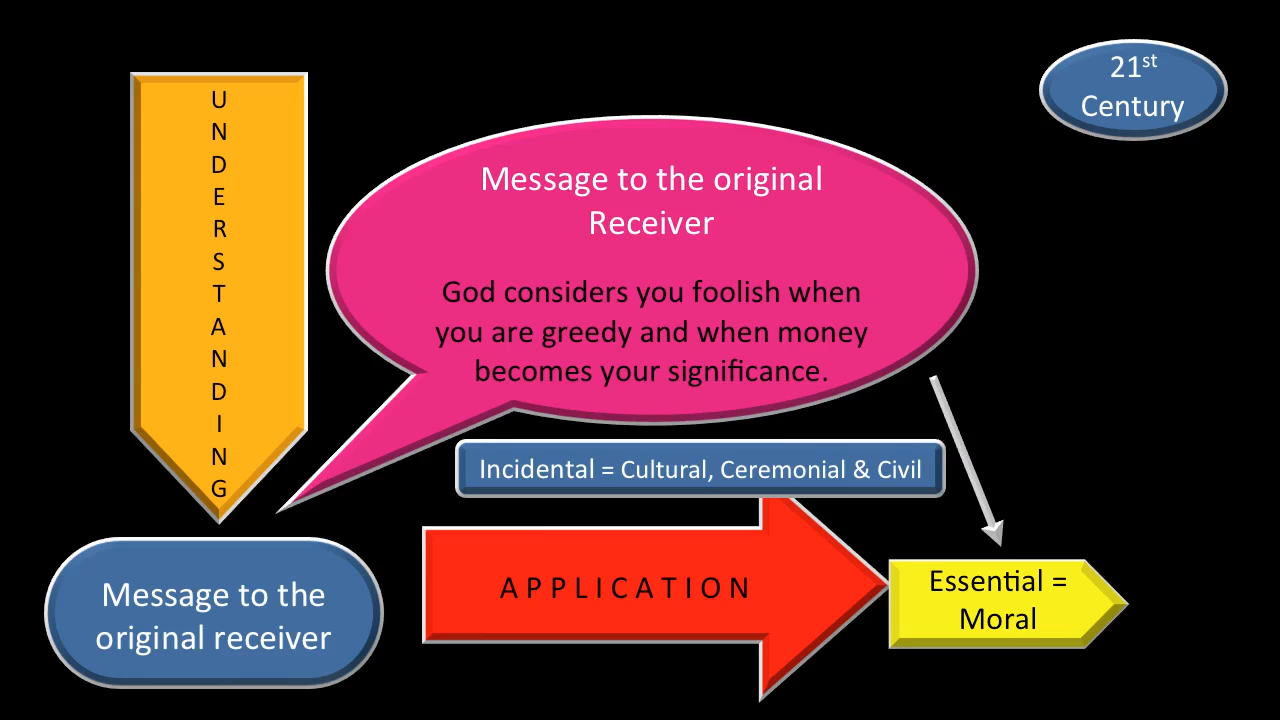 21st
Century
U
N
D
E
R
S
T
A
N
D
I
N
G
Message to the original
Receiver
God considers you foolish when
you are greedy and when money
becomes your significance.
Incidental = Cultural, Ceremonial & Civil
Message to the
original receiver
A P P L I C A T I O N
Essential =
Moral